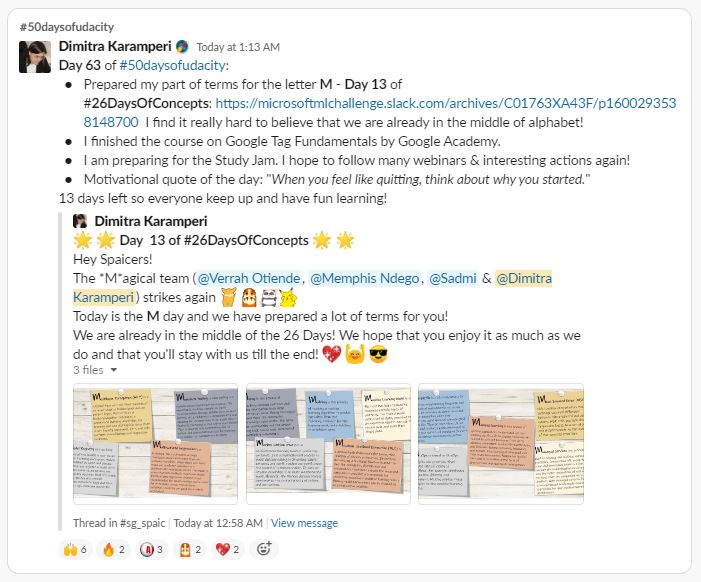 #50daysofudacity
Dimitra Karamperi Today at 1:13 AM
Day 63 of #50daysofudacity:
● Prepared my part of terms for the letter M - Day 13 of
#26DaysOfConcepts: https://microsoftmlchallenge.slack.com/archives/C01763XA43F/p160029353
8148700 I find it really hard to believe that we are already in the middle of alphabet!
● I finished the course on Google Tag Fundamentals by Google Academy.
● I am preparing for the Study Jam. I hope to follow many webinars & interesting actions again!
● Motivational quote of the day: "When you feel like quitting, think about why you started."
13 days left so everyone keep up and have fun learning!
Dimitra Karamperi
🌟 🌟 Day 13 of #26DaysOfConcepts 🌟 🌟
Hey Spaicers!
The *M*agical team (@Verrah Otiende, @Memphis Ndego, @Sadmi & @Dimitra
Karamperi) strikes again
Today is the M day and we have prepared a lot of terms for you!
We are already in the middle of the 26 Days! We hope that you enjoy it as much as we
do and that you'll stay with us till the end! 💖 🙌 😎
3 files
Thread in #sg_spaic | Today at 12:58 AM | View message
6 2 3 2 2